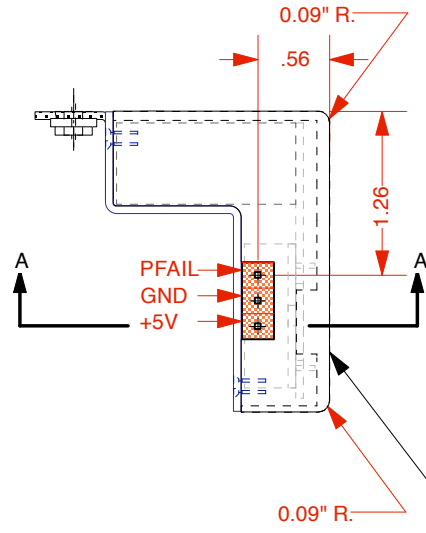 0.09" R.
.56
1.26
A
A
PFAIL
GND
+5V
0.09" R.